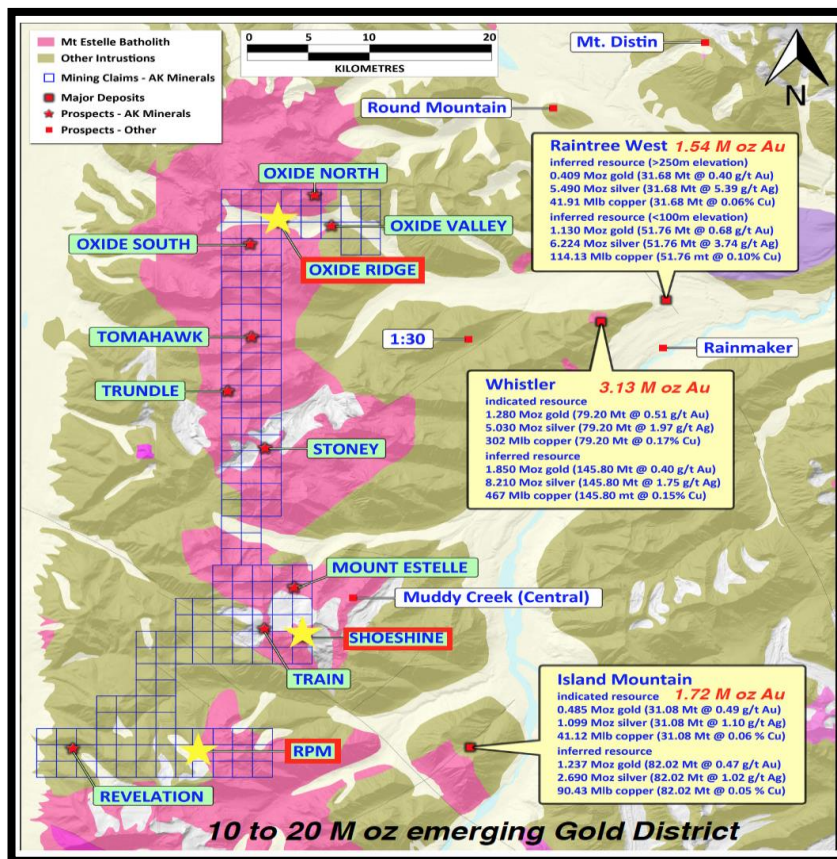 Mt Estelle Batholith
Other Intrusions
Mining Claims - AK Minerals
Major Deposits
Prospects - AK Minerals
Prospects - Other
0 5 10 20
KILOMETRES
Mt. Distin
N
Round Mountain
Raintree West 1.54 M oz Au
inferred resource (>250m elevation)
0.409 Moz gold (31.68 Mt @ 0.40 g/t Au)
5.490 Moz silver (31.68 Mt @ 5.39 g/t Ag)
41.91 Mlb copper (31.68 Mt @ 0.06% Cu)
inferred resource (<100m elevation)
1.130 Moz gold (51.76 Mt @ 0.68 g/t Au)
6.224 Moz silver (51.76 Mt @ 3.74 g/t Ag)
114.13 Mlb copper (51.76 mt @ 0.10% Cu)
OXIDE NORTH
OXIDE VALLEY
OXIDE SOUTH
OXIDE RIDGE
TOMAHAWK
1:30
Rainmaker
TRUNDLE
Whistler 3.13 M oz Au
indicated resource
1.280 Moz gold (79.20 Mt @ 0.51 g/t Au)
5.030 Moz silver (79.20 Mt @ 1.97 g/t Ag)
302 Mlb copper (79.20 Mt @ 0.17% Cu)
inferred resource
1.850 Moz gold (145.80 Mt @ 0.40 g/t Au)
8.210 Moz silver (145.80 Mt @ 1.75 g/t Ag)
467 Mlb copper (145.80 mt @ 0.15% Cu)
STONEY
MOUNT ESTELLE
Muddy Creek (Central)
SHOESHINE
TRAIN
Island Mountain
indicated resource 1.72 M oz Au
0.485 Moz gold (31.08 Mt @ 0.49 g/t Au)
1.099 Moz silver (31.08 Mt @ 1.10 g/t Ag)
41.12 Mlb copper (31.08 Mt @ 0.06 % Cu)
inferred resource
1.237 Moz gold (82.02 Mt @ 0.47 g/t Au)
2.690 Moz silver (82.02 Mt @ 1.02 g/t Ag)
90.43 Mlb copper (82.02 Mt @ 0.05 % Cu)
RPM
REVELATION
10 to 20 M oz emerging Gold District